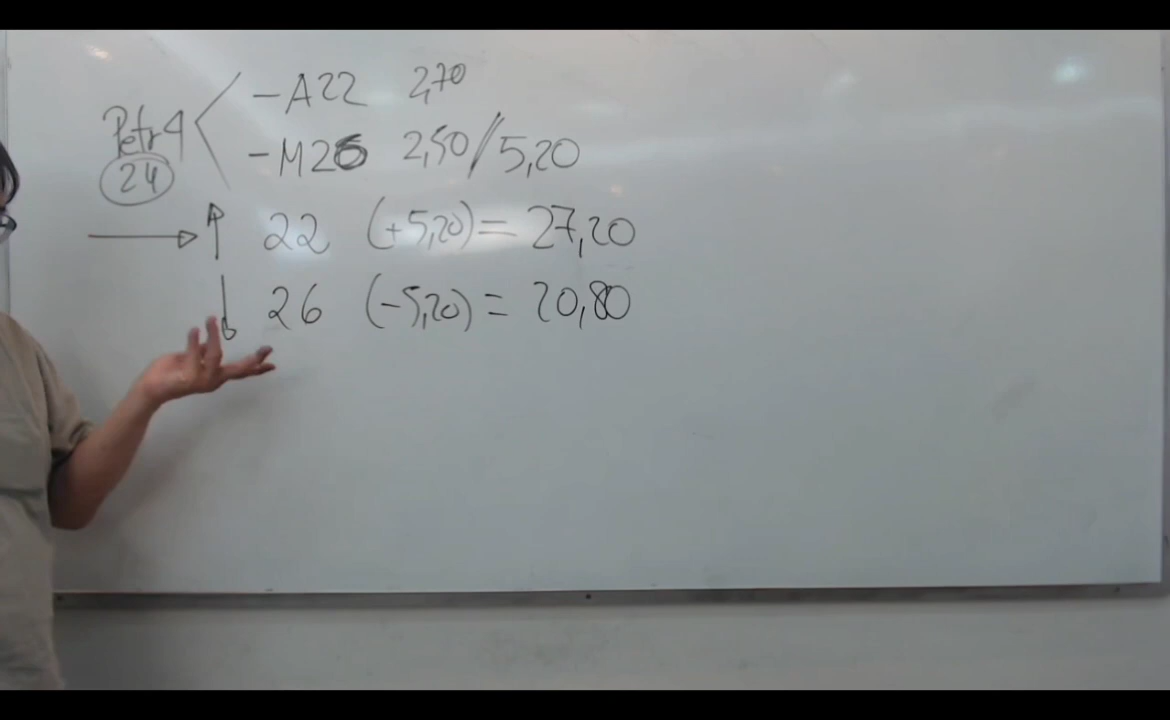 Petr4
24
-A22 2,70
-M26 2,50/5,20
22 (+5,20)= 27,20
26 (-5,20) = 20,80